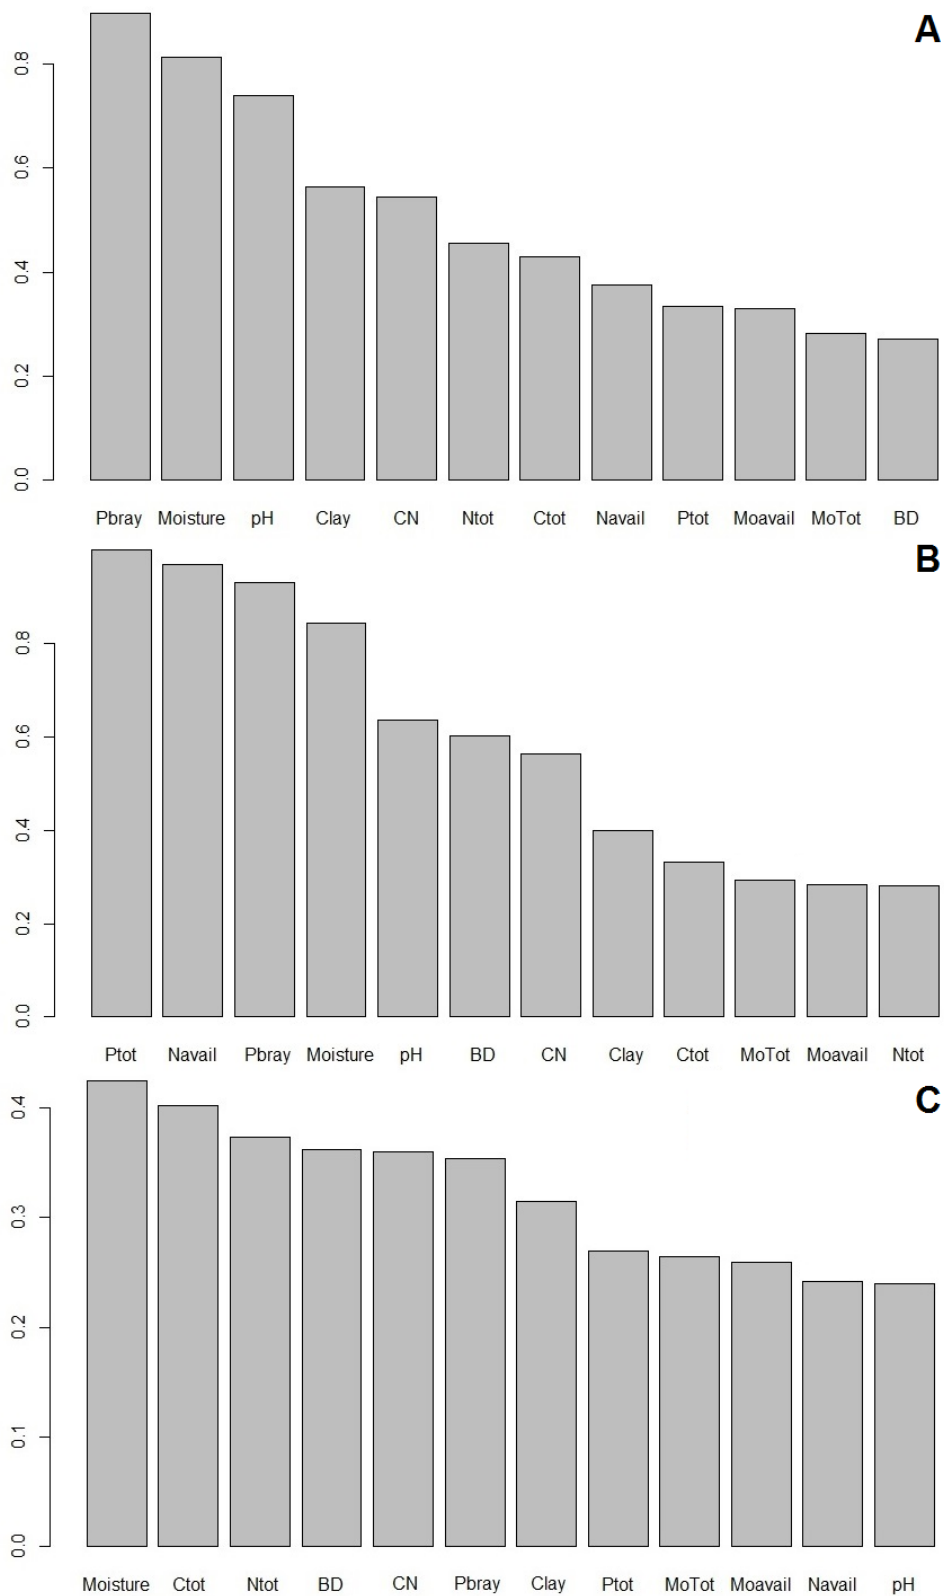 A
0.8
0.6
0.4
0.2
0.0
Pbray Moisture pH Clay CN Ntot Ctot Navail Ptot Moavail MoTot BD
B
0.8
0.6
0.4
0.2
0.0
Ptot Navail Pbray Moisture pH BD CN Clay Ctot MoTot Moavail Ntot
C
0.4
0.3
0.2
0.1
0.0
Moisture Ctot Ntot BD CN Pbray Clay Ptot MoTot Moavail Navail pH